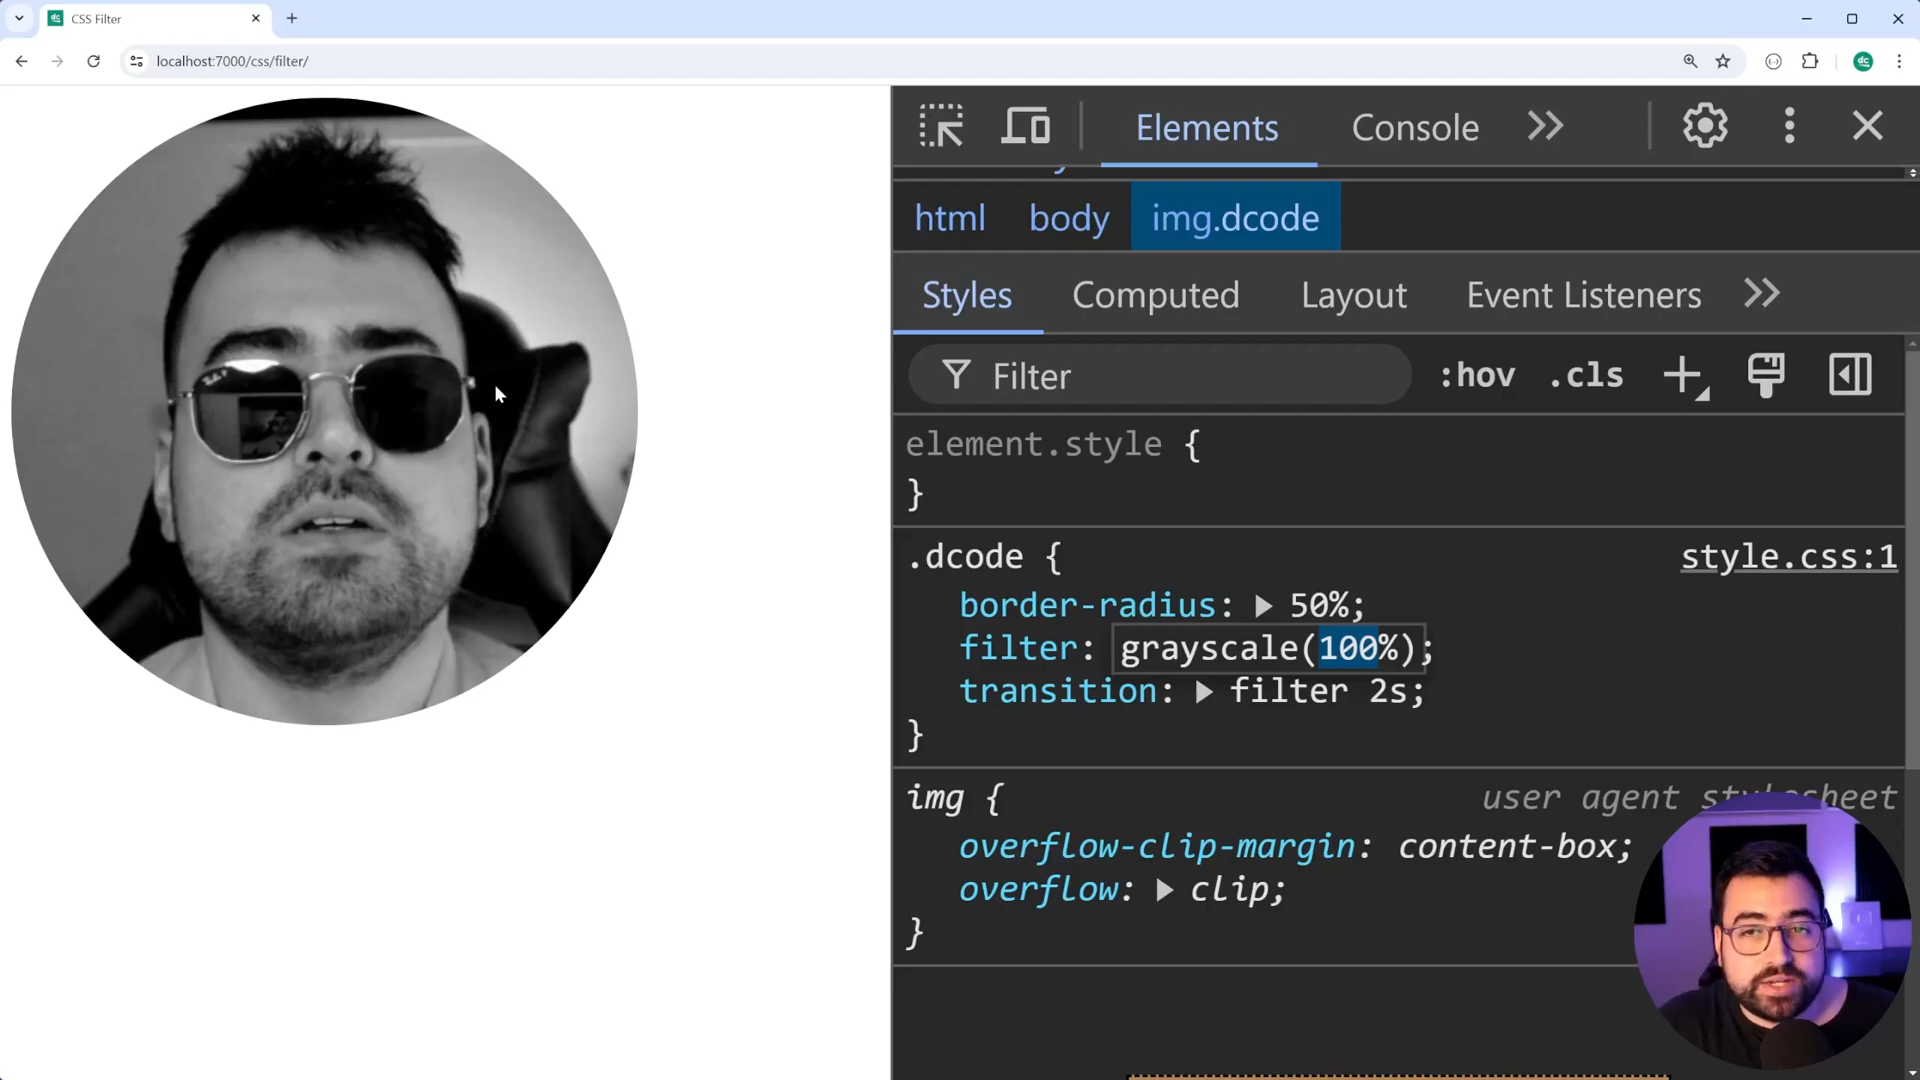 CSS Filter
localhost:7000/css/filter/
Elements
Console
html
body
img.dcode
Styles
Computed
Layout
Event Listeners
Filter
:hov
.cls
element.style {
}
.dcode {
style.css:1
border-radius: 50%;
filter: grayscale(100%);
transition: filter 2s;
}
img {
user agent stylesheet
overflow-clip-margin: content-box;
overflow: clip;
}